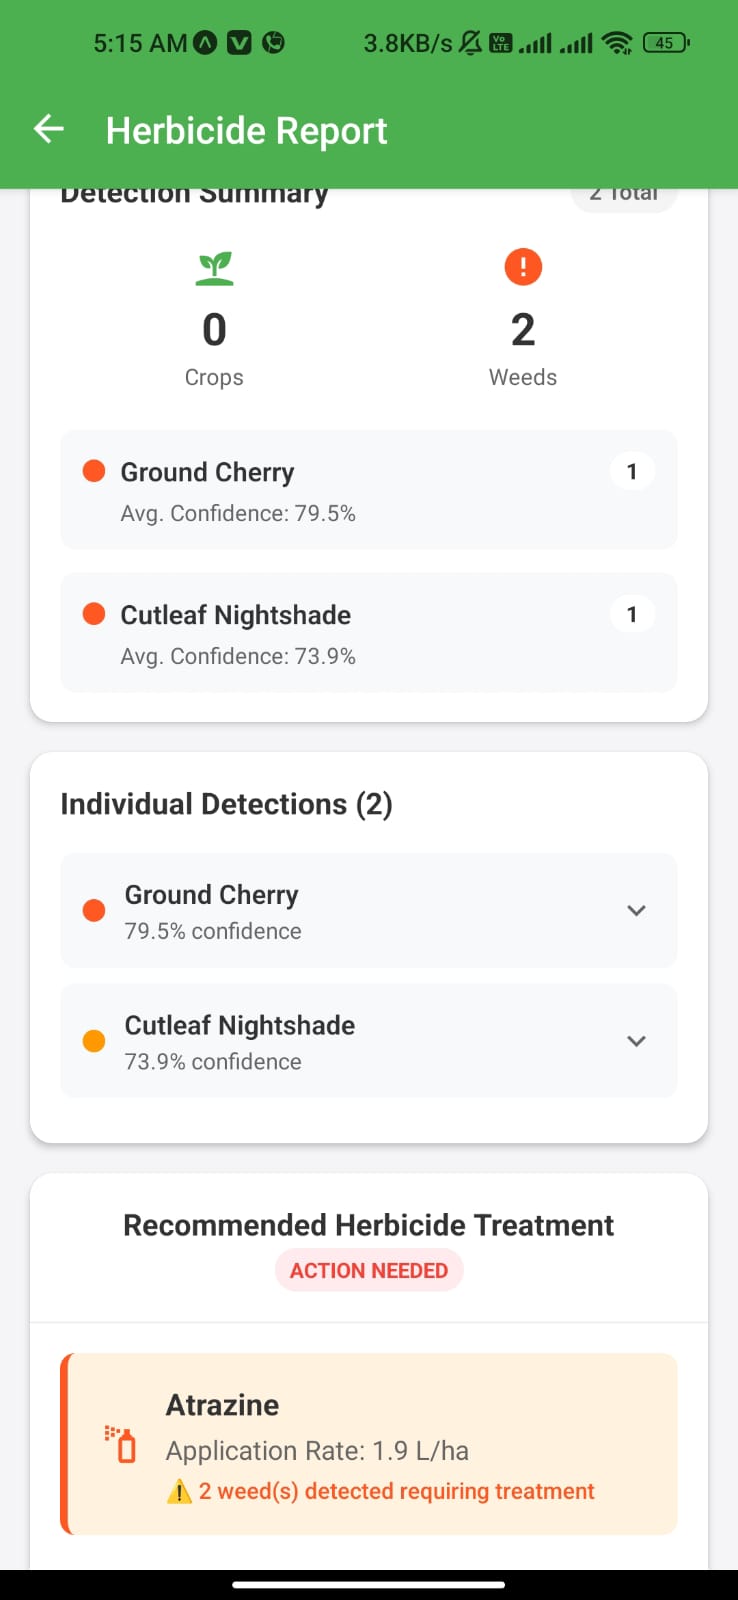 5:15 AM 3.8KB/s Vo LTE 45
Herbicide Report
Detection Summary 2 Total
0 2
Crops Weeds
Ground Cherry 1
Avg. Confidence: 79.5%
Cutleaf Nightshade 1
Avg. Confidence: 73.9%
Individual Detections (2)
Ground Cherry
79.5% confidence
Cutleaf Nightshade
73.9% confidence
Recommended Herbicide Treatment
ACTION NEEDED
Atrazine
Application Rate: 1.9 L/ha
⚠️ 2 weed(s) detected requiring treatment